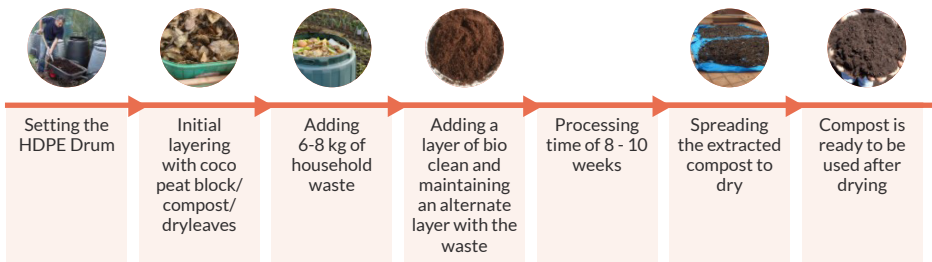 Setting the
HDPE Drum
Initial
layering
with coco
peat block/
compost/
dryleaves
Adding
6-8 kg of
household
waste
Adding a
layer of bio
clean and
maintaining
an alternate
layer with the
waste
Processing
time of 8 - 10
weeks
Spreading
the extracted
compost to
dry
Compost is
ready to be
used after
drying